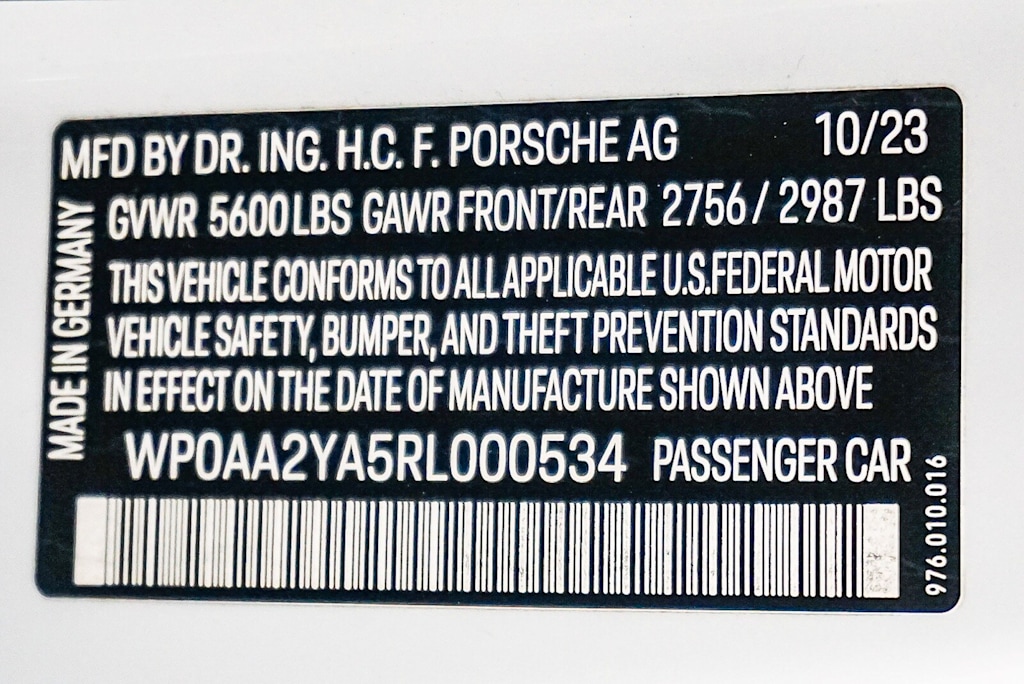 MFD BY DR. ING. H.C. F. PORSCHE AG 10/23
GVWR 5600 LBS GAWR FRONT/REAR 2756 / 2987 LBS
THIS VEHICLE CONFORMS TO ALL APPLICABLE U.S.FEDERAL MOTOR
VEHICLE SAFETY, BUMPER, AND THEFT PREVENTION STANDARDS
IN EFFECT ON THE DATE OF MANUFACTURE SHOWN ABOVE
WP0AA2YA5RL000534 PASSENGER CAR
MADE IN GERMANY
976.010.016